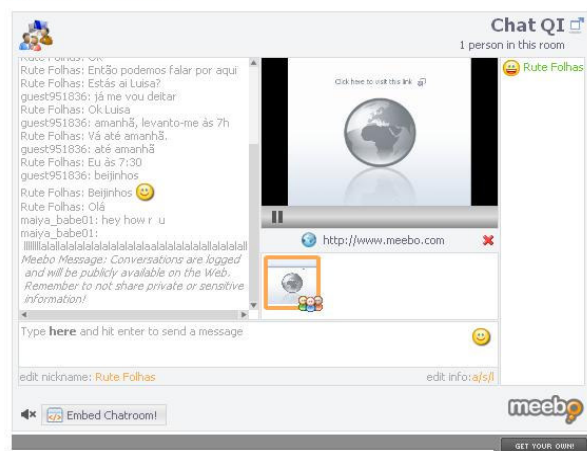 Chat QI
1 person in this room
Rute Folhas: OK
Rute Folhas: Então podemos falar por aqui
Rute Folhas: Estás ai Luisa?
guest951836: já me vou deitar
Rute Folhas: Ok Luisa
guest951836: amanhã, levanto-me às 7h
Rute Folhas: Vá até amanhã.
guest951836: até amanhã
Rute Folhas: Eu às 7:30
guest951836: beijinhos
Rute Folhas: Beijinhos
Rute Folhas: Olá
maiya_babe01: hey how r u
maiya_babe01:
Meebo Message: Conversations are logged
and will be publicly available on the Web.
Remember to not share private or sensitive
information!
Click here to visit this link
http://www.meebo.com
Rute Folhas
Type here and hit enter to send a message
edit nickname: Rute Folhas
edit info:a/s/l
Embed Chatroom!
meebo
GET YOUR OWN!